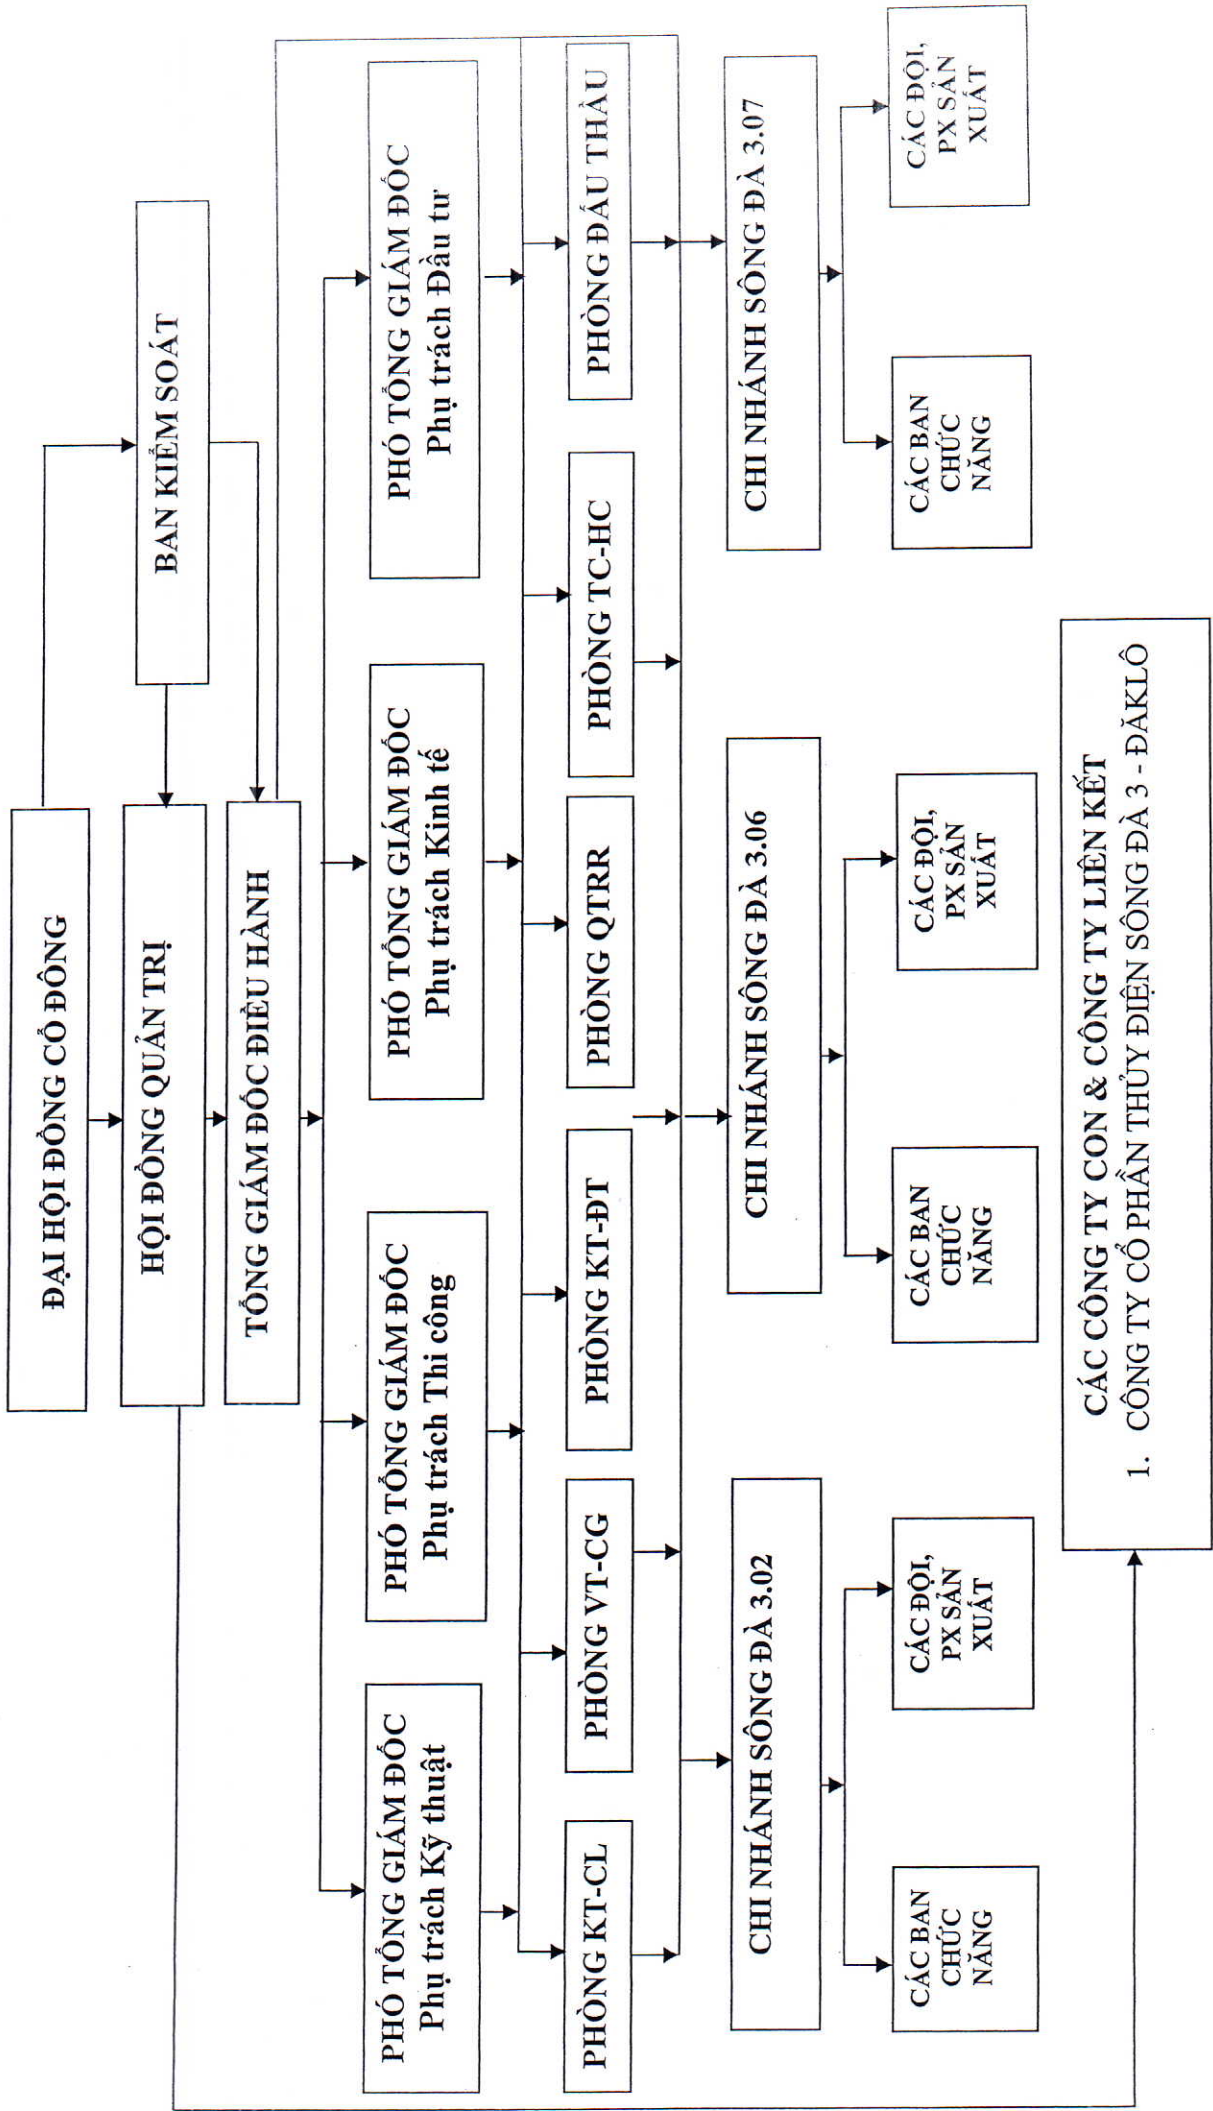 ĐẠI HỘI ĐỒNG CỔ ĐÔNG
BAN KIỂM SOÁT
HỘI ĐỒNG QUẢN TRỊ
TỔNG GIÁM ĐỐC ĐIỀU HÀNH
PHÓ TỔNG GIÁM ĐỐC
Phụ trách Kỹ thuật
PHÓ TỔNG GIÁM ĐỐC
Phụ trách Thi công
PHÓ TỔNG GIÁM ĐỐC
Phụ trách Kinh tế
PHÓ TỔNG GIÁM ĐỐC
Phụ trách Đầu tư
PHÒNG KT-CL
PHÒNG VT-CG
PHÒNG KT-ĐT
PHÒNG QTRR
PHÒNG TC-HC
PHÒNG ĐẤU THẦU
CHI NHÁNH SÔNG ĐÀ 3.02
CHI NHÁNH SÔNG ĐÀ 3.06
CHI NHÁNH SÔNG ĐÀ 3.07
CÁC BAN
CHỨC
NĂNG
CÁC ĐỘI,
PX SẢN
XUẤT
CÁC BAN
CHỨC
NĂNG
CÁC ĐỘI,
PX SẢN
XUẤT
CÁC BAN
CHỨC
NĂNG
CÁC ĐỘI,
PX SẢN
XUẤT
CÁC CÔNG TY CON & CÔNG TY LIÊN KẾT
1. CÔNG TY CỔ PHẦN THỦY ĐIỆN SÔNG ĐÀ 3 - ĐĂKLÔ